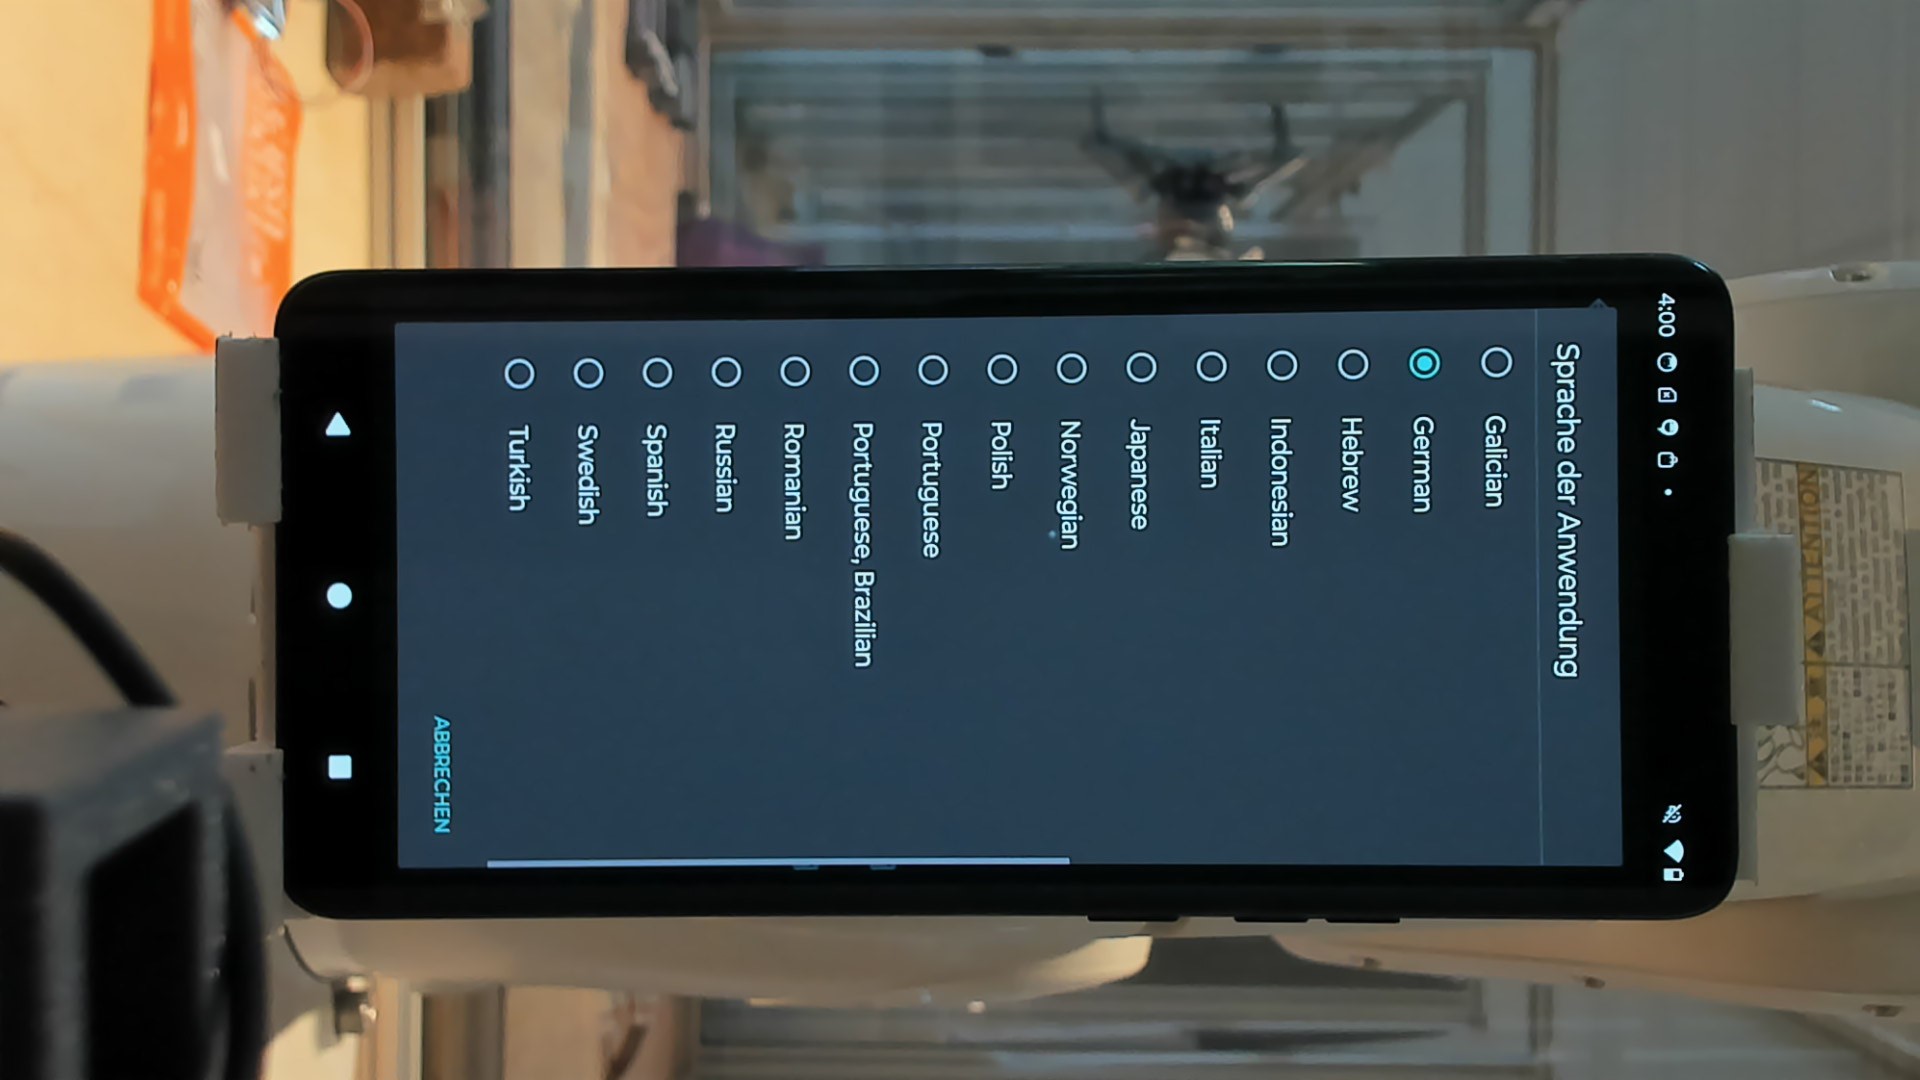 4:00
Sprache der Anwendung
Galician
German
Hebrew
Indonesian
Italian
Japanese
Norwegian
Polish
Portuguese
Portuguese, Brazilian
Romanian
Russian
Spanish
Swedish
Turkish
ABBRECHEN